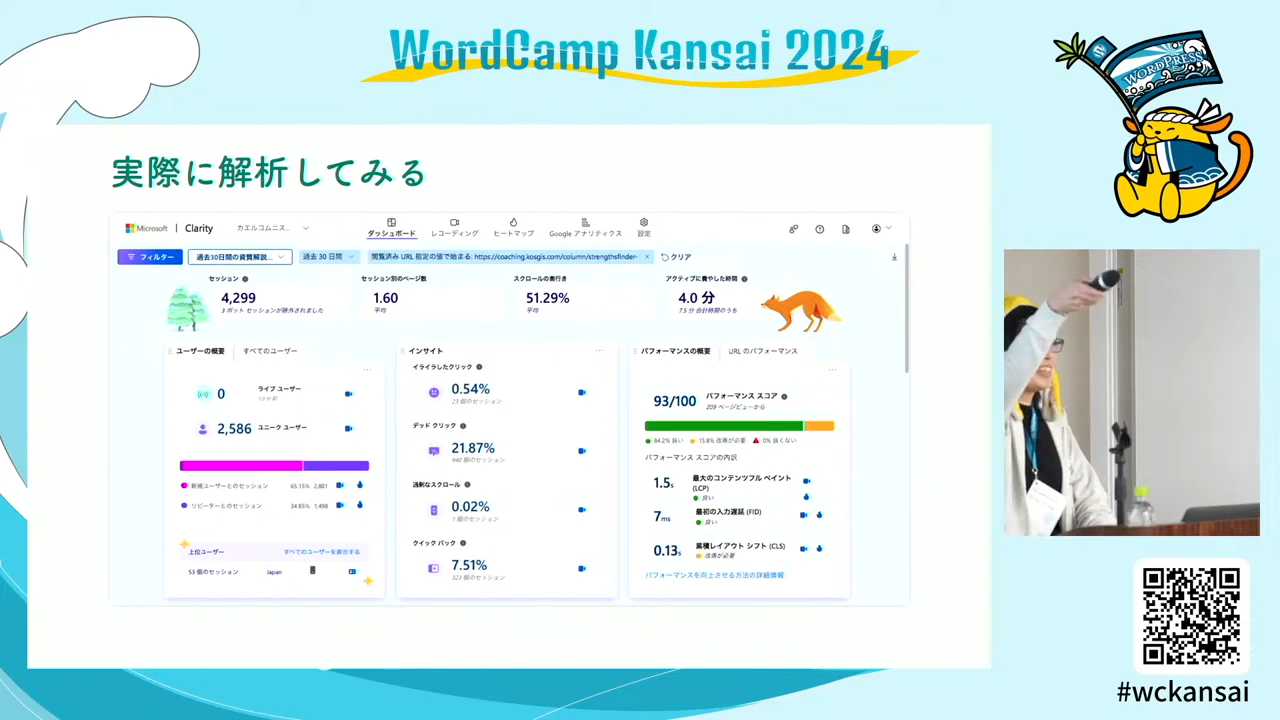 WordCamp Kansai 2024
WORDPRESS
実際に解析してみる
Microsoft | Clarity カエルコムニス...
ダッシュボード レコーディング ヒートマップ Google アナリティクス 設定
フィルター 過去30日間の資質解説... 過去 30 日間 閲覧済み URL 指定の値で始まる: https://coaching.kosgis.com/column/strengthsfinder- × クリア
セッション セッション別のページ数 スクロールの奥行き アクティブに費やした時間
4,299 1.60 51.29% 4.0 分
3 ボット セッションが除外されました 平均 平均 7.5 分 合計時間のうち
ユーザーの概要 すべてのユーザー
0 ライブ ユーザー
2,586 ユニーク ユーザー
新規ユーザーとのセッション 65.15% 2,801
リピーターとのセッション 34.85% 1,498
上位ユーザー すべてのユーザーを表示する
53 個のセッション Japan
インサイト
イライラしたクリック
0.54%
23 個のセッション
デッド クリック
21.87%
940 個のセッション
過剰なスクロール
0.02%
1 個のセッション
クイック バック
7.51%
323 個のセッション
パフォーマンスの概要 URL のパフォーマンス
93/100 パフォーマンス スコア
209 ページビューから
84.2% 良い 15.8% 改善が必要 0% 良くない
パフォーマンス スコアの内訳
1.5s 最大のコンテンツフル ペイント
(LCP)
良い
7ms 最初の入力遅延 (FID)
良い
0.13s 累積レイアウト シフト (CLS)
改善が必要
パフォーマンスを向上させる方法の詳細情報
#wckansai